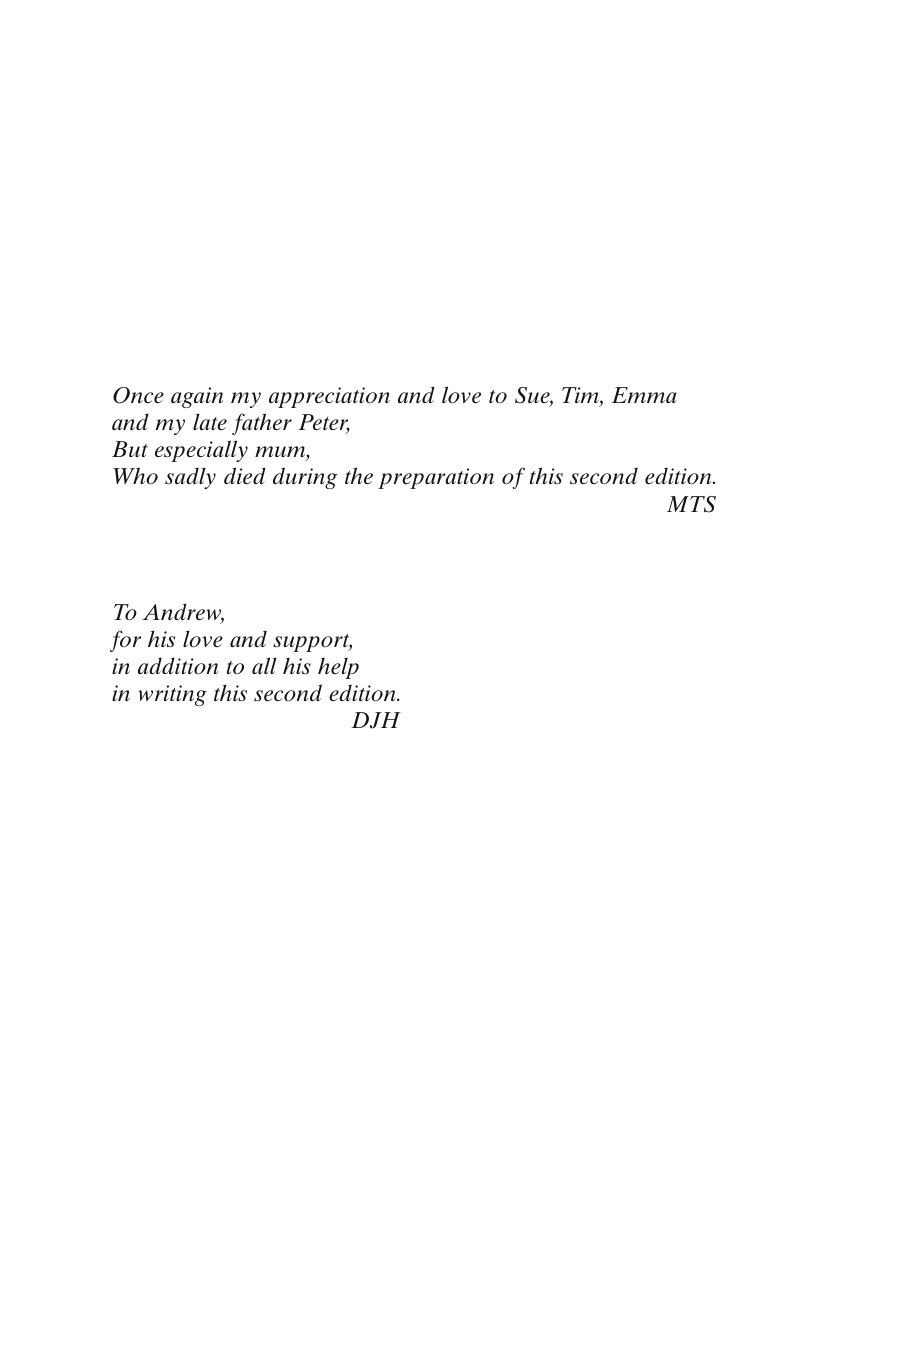 Once again my appreciation and love to Sue, Tim, Emma
and my late father Peter,
But especially mum,
Who sadly died during the preparation of this second edition.
MTS
To Andrew,
for his love and support,
in addition to all his help
in writing this second edition.
DJH